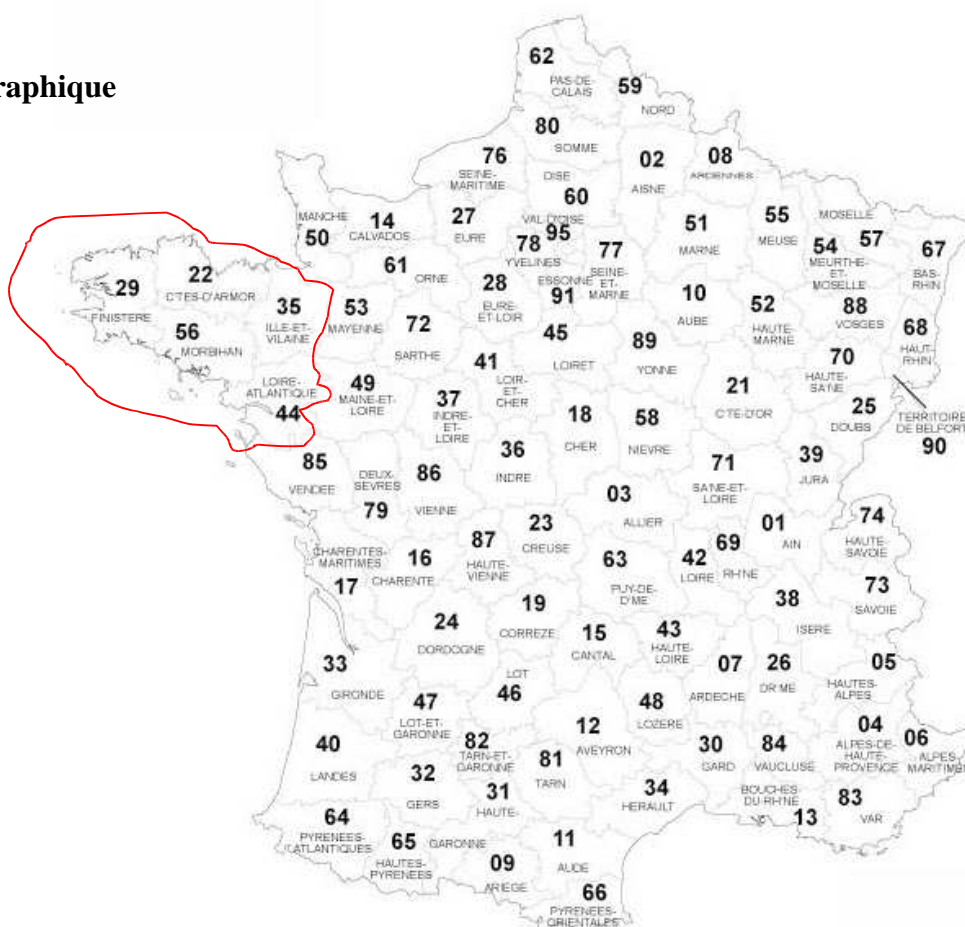 raphique
62
PAS-DE-
CALAIS
59
NORD
80
SOMME
76
SEINE-
MARITIME
02
AISNE
08
ARDENNES
OISE
60
VAL-D'OISE
95
MANCHE
50
14
CALVADOS
27
EURE
78
YVELINES
ESSONNE
91
77
SEINE-
ET-
MARNE
51
MARNE
55
MEUSE
MOSELLE
57
54
MEURTHE-
ET-
MOSELLE
67
BAS-
RHIN
61
ORNE
28
EURE-
ET-LOIR
10
AUBE
52
HAUTE-
MARNE
88
VOSGES
68
HAUT-
RHIN
29
FINISTERE
22
C'TES-D'ARMOR
35
ILLE-ET-
VILAINE
56
MORBIHAN
53
MAYENNE
72
SARTHE
45
LOIRET
89
YONNE
70
HAUTE-
SA'NE
LOIRE-
ATLANTIQUE
44
49
MAINE-ET-
LOIRE
37
INDRE-
ET-
LOIRE
41
LOIR-
ET-
CHER
18
CHER
58
NIEVRE
21
C'TE-D'OR
25
DOUBS
TERRITOIRE
DE BELFORT
90
85
VENDEE
DEUX-
SEVRES
79
86
VIENNE
36
INDRE
71
SA'NE-ET-
LOIRE
39
JURA
03
ALLIER
CHARENTES-
MARITIMES
17
16
CHARENTE
87
HAUTE-
VIENNE
23
CREUSE
63
PUY-DE-
D'ME
42
LOIRE
69
RH'NE
01
AIN
74
HAUTE-
SAVOIE
73
SAVOIE
24
DORDOGNE
19
CORREZE
15
CANTAL
43
HAUTE-
LOIRE
38
ISERE
33
GIRONDE
LOT
46
47
LOT-ET-
GARONNE
48
LOZERE
07
ARDECHE
26
DR'ME
05
HAUTES-
ALPES
40
LANDES
82
TARN-ET-
GARONNE
12
AVEYRON
81
TARN
30
GARD
84
VAUCLUSE
04
ALPES-DE-
HAUTE-
PROVENCE
06
ALPES
MARITIMES
32
GERS
31
HAUTE-
GARONNE
34
HERAULT
BOUCHES-
DU-RH'NE
13
83
VAR
64
PYRENEES-
ATLANTIQUES
65
HAUTES-
PYRENEES
09
ARIEGE
11
AUDE
66
PYRENEES-
ORIENTALES